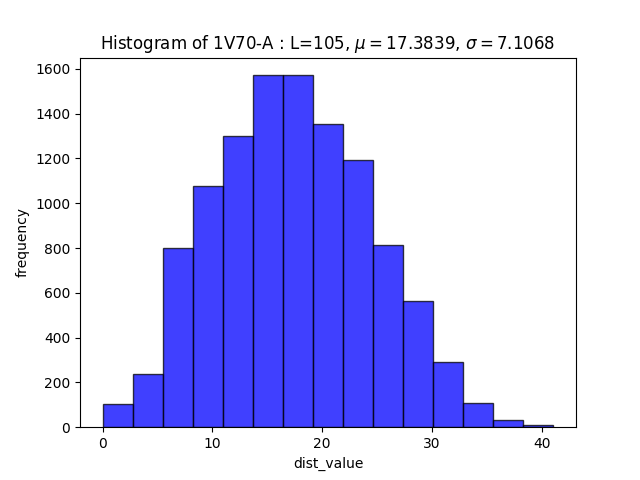 Histogram of 1V70-A : L=105, μ = 17.3839, σ = 7.1068
1600
1400
1200
1000
800
600
400
200
0
frequency
0 10 20 30 40
dist_value